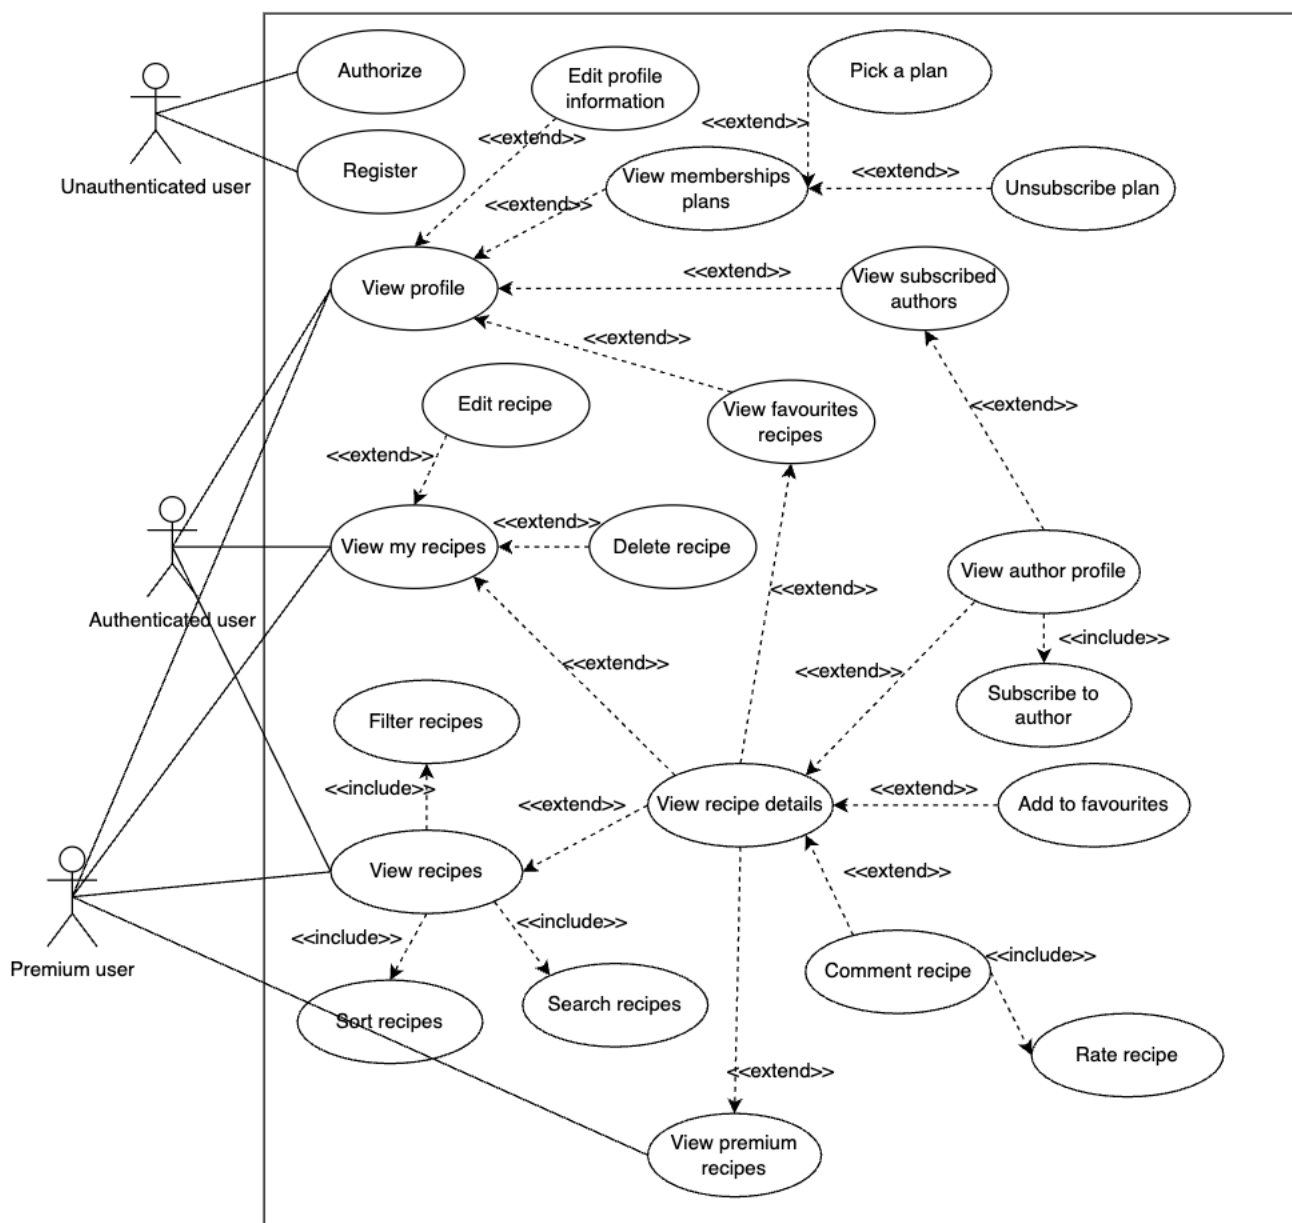 Authorize
Edit profile
information
Pick a plan
<<extend>>
<<extend>>
Register
View memberships
plans
<<extend>>
Unsubscribe plan
Unauthenticated user
<<extend>>
View profile
<<extend>>
View subscribed
authors
<<extend>>
Edit recipe
View favourites
recipes
<<extend>>
<<extend>>
View my recipes
<<extend>>
Delete recipe
View author profile
<<extend>>
Authenticated user
<<include>>
<<extend>>
<<extend>>
Subscribe to
author
Filter recipes
<<include>>
<<extend>>
View recipe details
<<extend>>
Add to favourites
View recipes
<<extend>>
<<include>>
<<include>>
Premium user
Comment recipe
<<include>>
Sort recipes
Search recipes
Rate recipe
<<extend>>
View premium
recipes